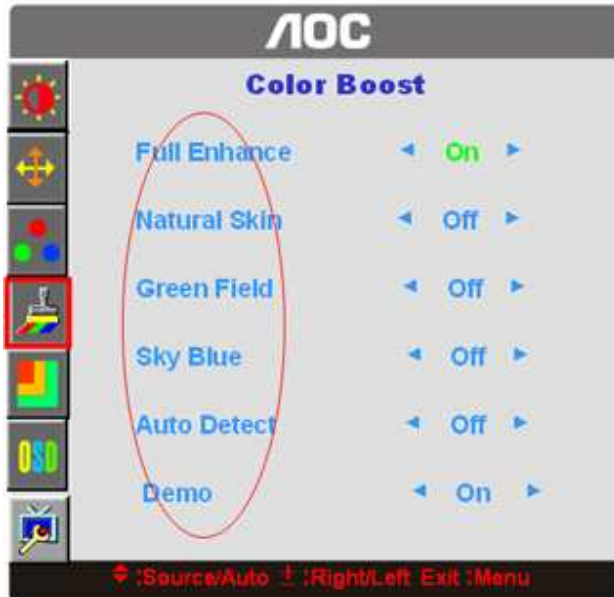 AOC
Color Boost
Full Enhance On
Natural Skin Off
Green Field Off
Sky Blue Off
Auto Detect Off
OSD
Demo On
:Source/Auto :Right/Left Exit :Menu